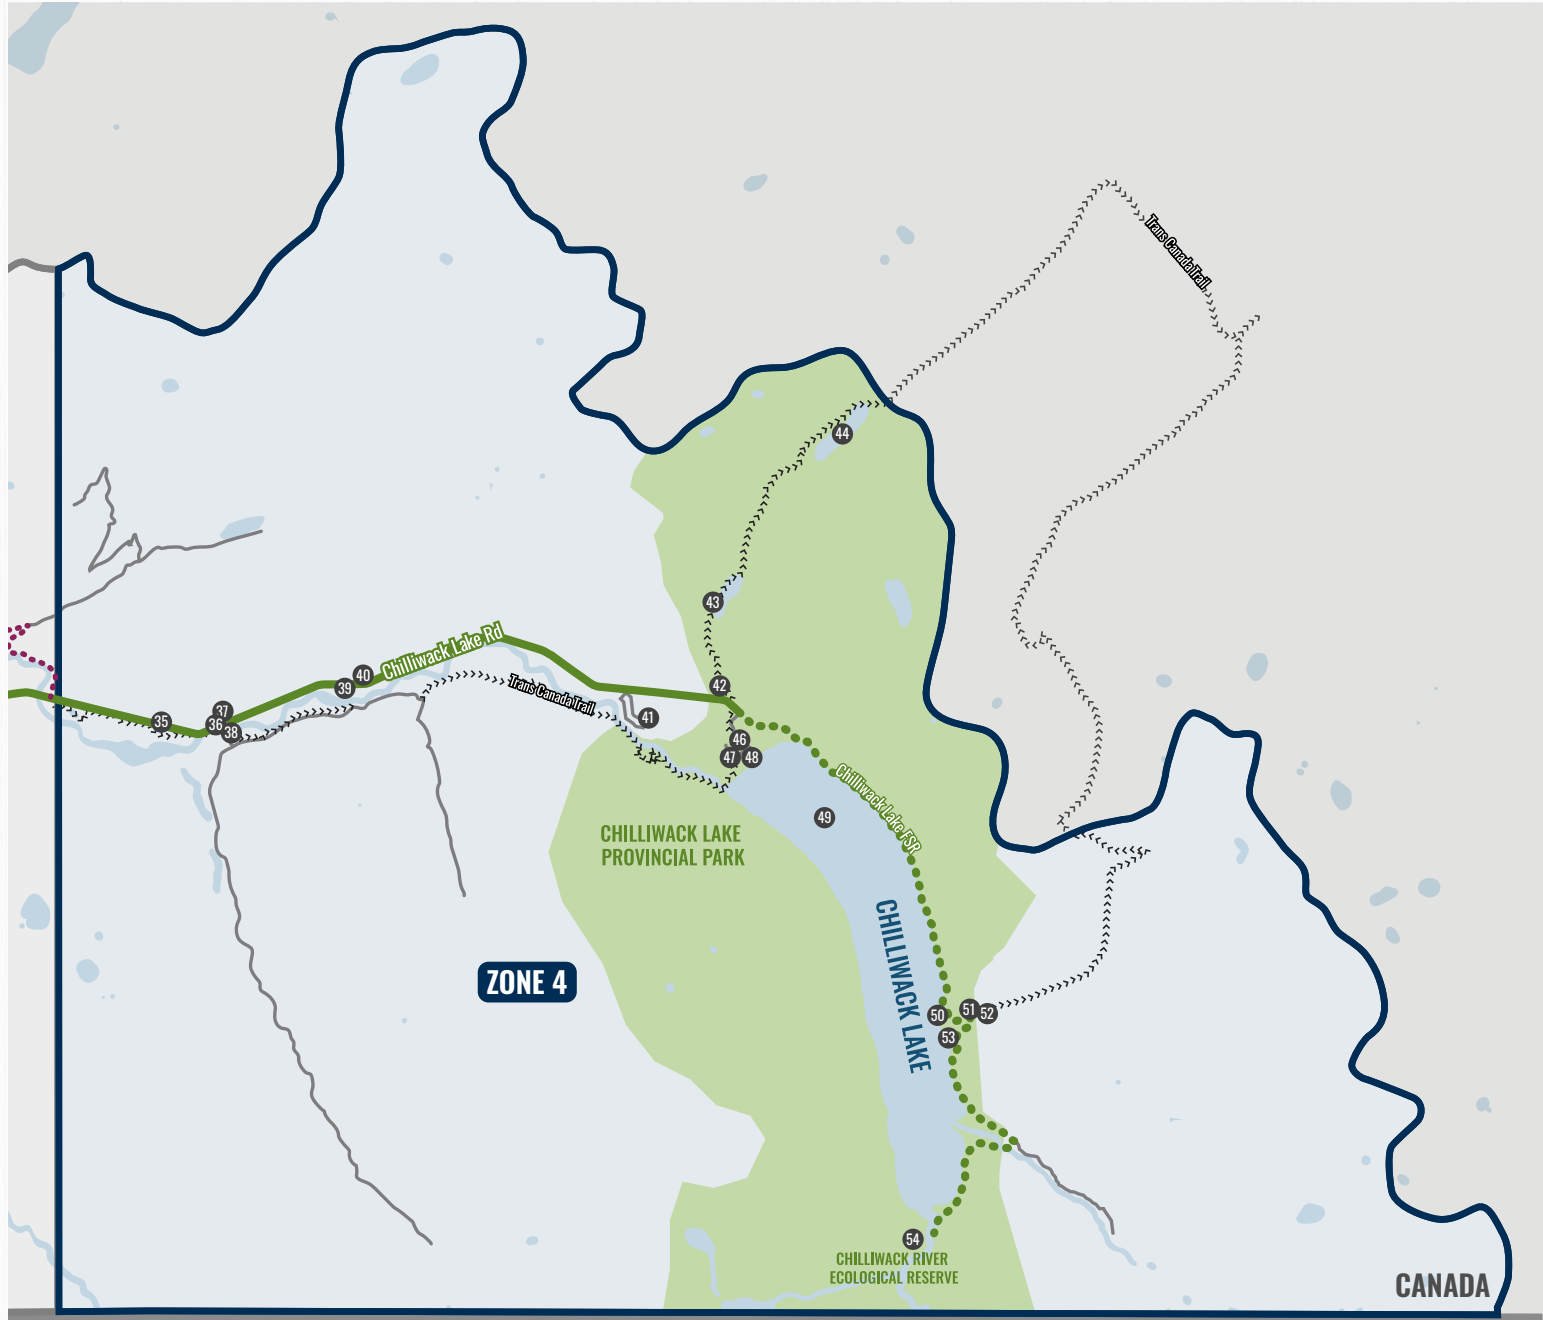 Trans Canada Trail
44
43
Chilliwack Lake Rd
40
39
42
Trans Canada Trail
37
36
38
35
41
46
47
48
Chilliwack Lake FSR
49
CHILLIWACK LAKE
PROVINCIAL PARK
CHILLIWACK LAKE
ZONE 4
50
51
52
53
54
CHILLIWACK RIVER
ECOLOGICAL RESERVE
CANADA